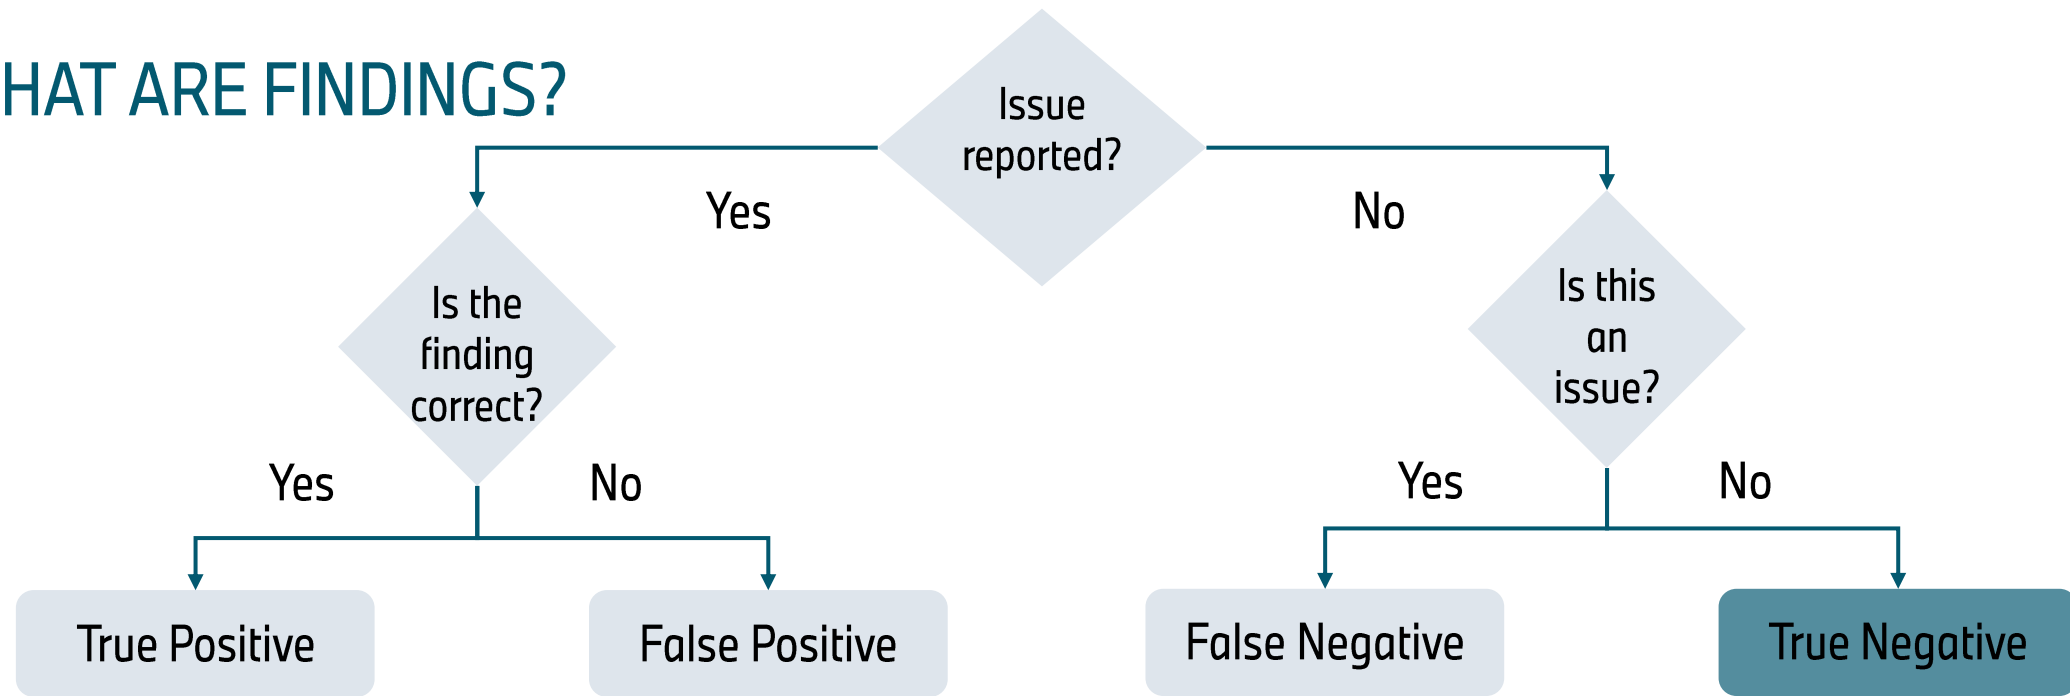 HAT ARE FINDINGS?
Issue
reported?
Yes
No
Is the
finding
correct?
Is this
an
issue?
Yes
No
Yes
No
True Positive
False Positive
False Negative
True Negative